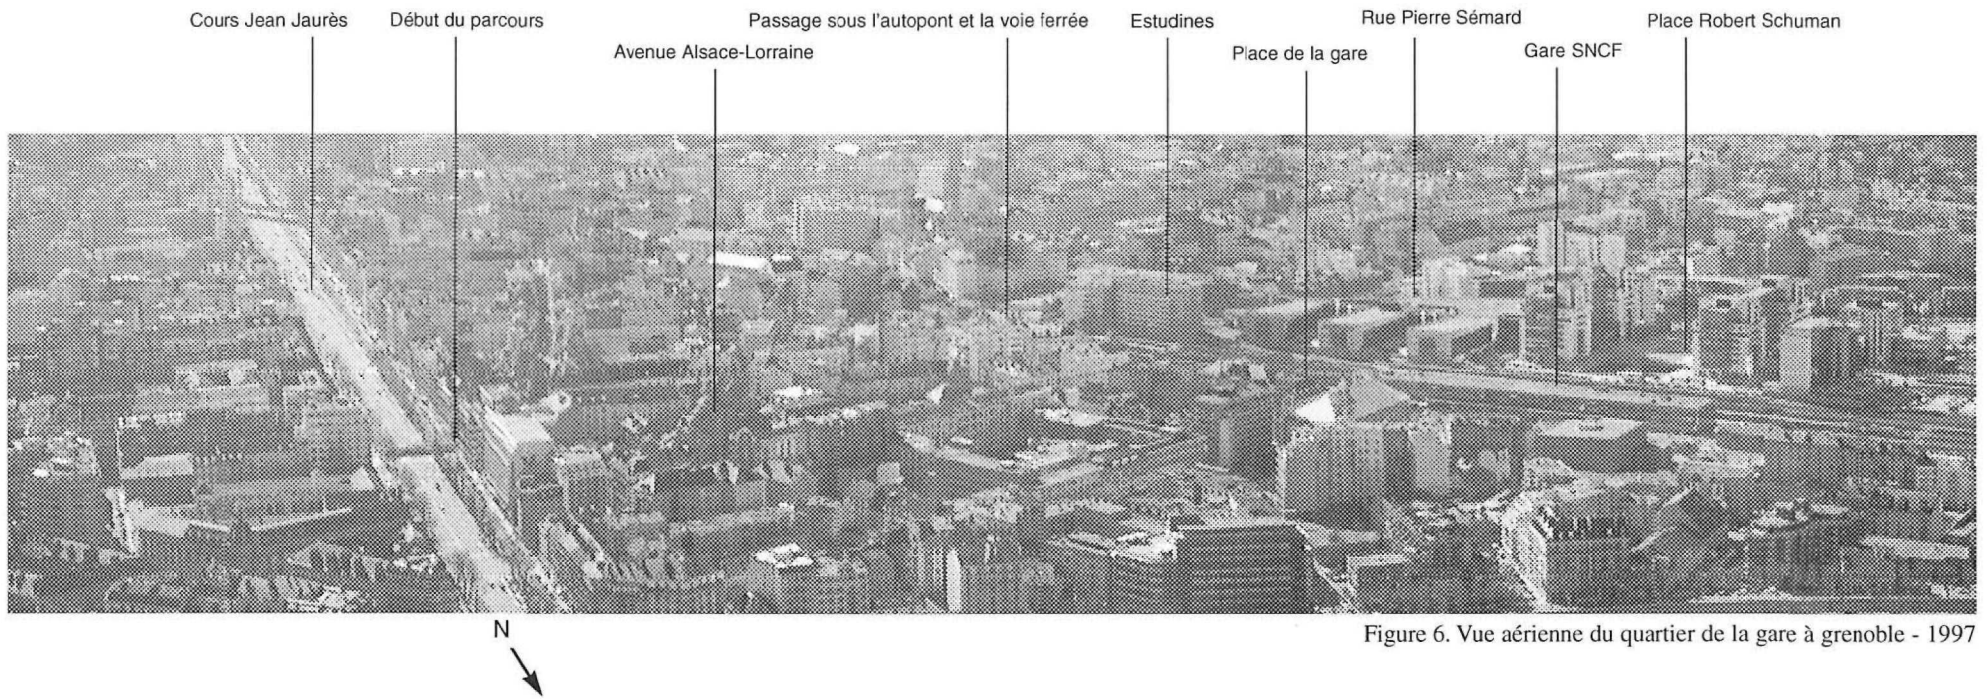 Cours Jean Jaurès
Début du parcours
Passage sous l'autopont et la voie ferrée
Estudines
Rue Pierre Sémard
Place Robert Schuman
Avenue Alsace-Lorraine
Place de la gare
Gare SNCF
Figure 6. Vue aérienne du quartier de la gare à grenoble - 1997
N